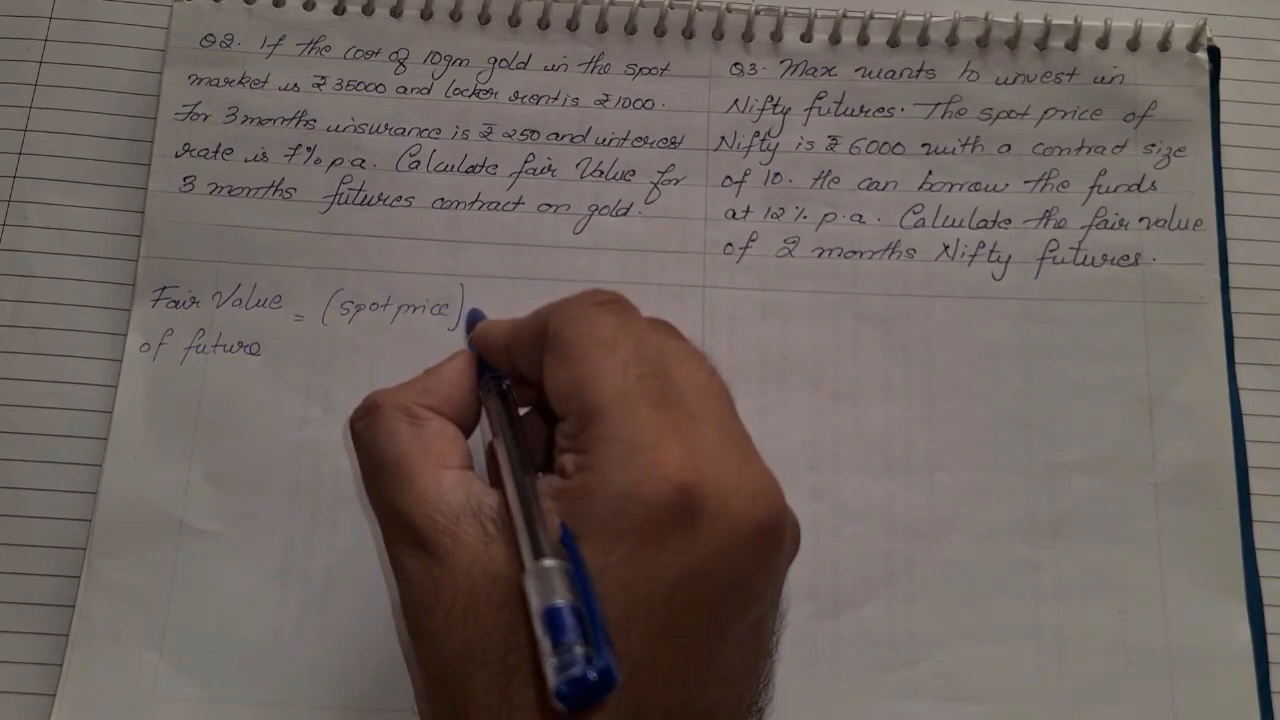 Q2. If the cost of 10gm gold in the spot
market is ₹35000 and locker rent is ₹1000.
For 3 months insurance is ₹250 and interest
rate is 7% p.a. Calculate fair Value for
3 months futures contract on gold.
Q3. Max wants to invest in
Nifty futures. The spot price of
Nifty is ₹6000 with a contract size
of 10. He can borrow the funds
at 12% p.a. Calculate the fair value
of 2 months Nifty futures.
Fair Value = (spot price)
of future